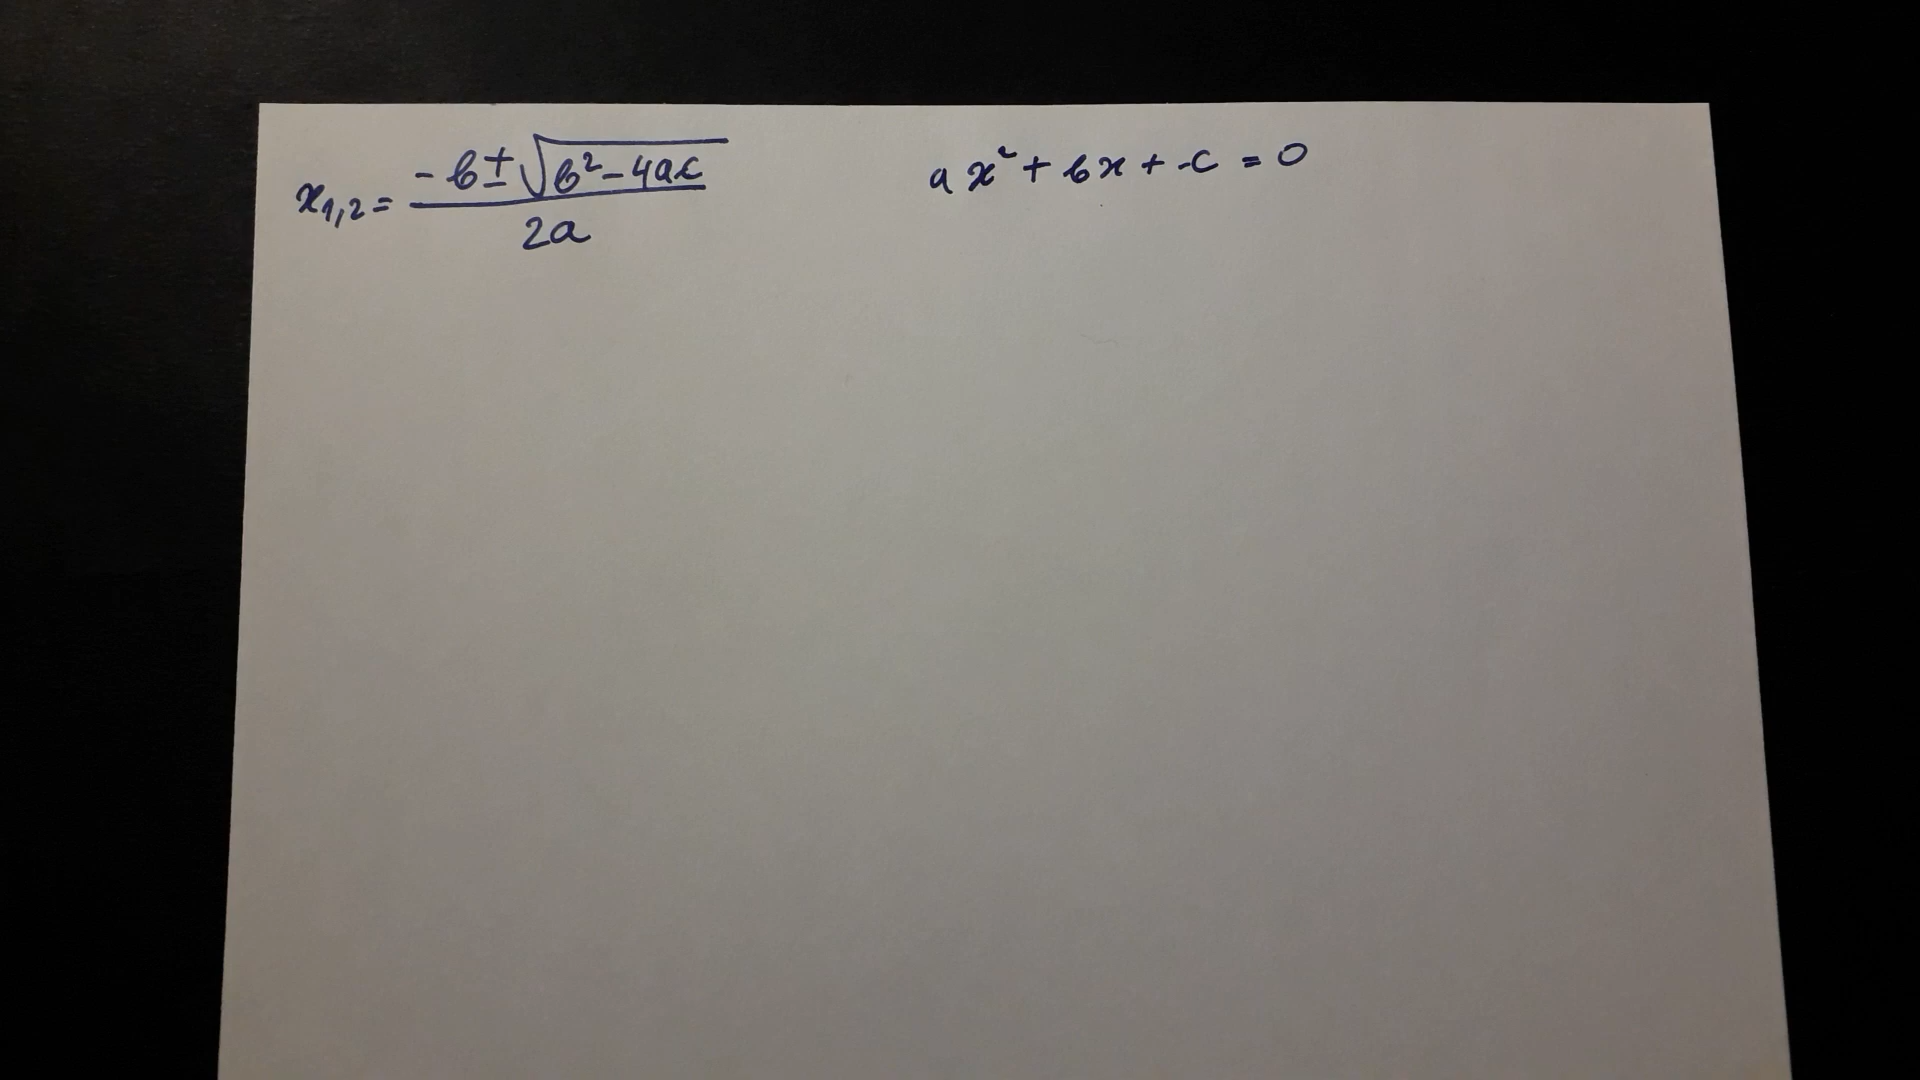 x₁,₂ = (-b ± √(b² - 4ac)) / 2a
ax² + bx + c = 0